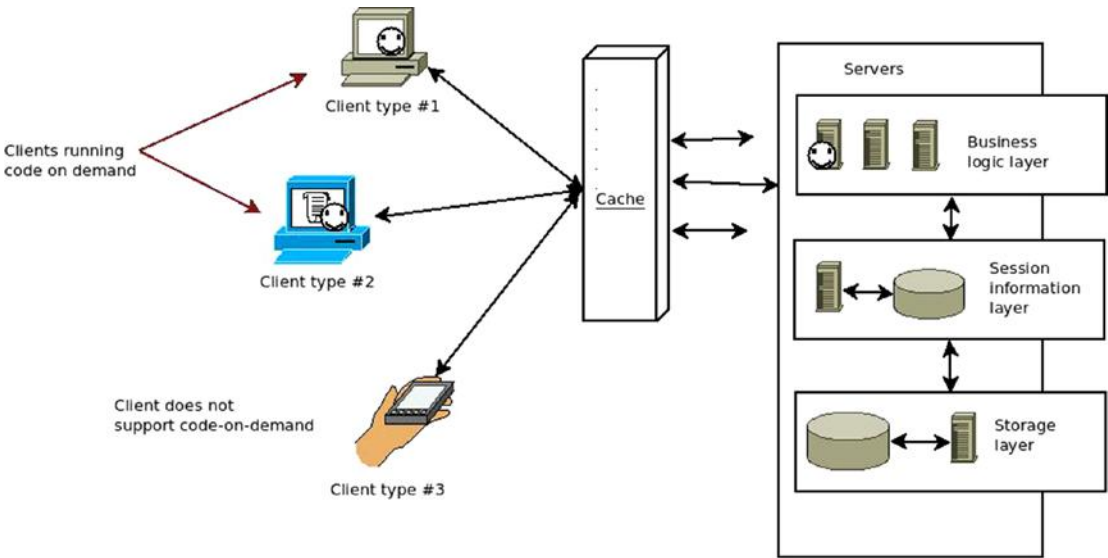 Servers
Client type #1
Business
logic layer
Clients running
code on demand
Cache
Client type #2
Session
information
layer
Client does not
support code-on-demand
Storage
layer
Client type #3